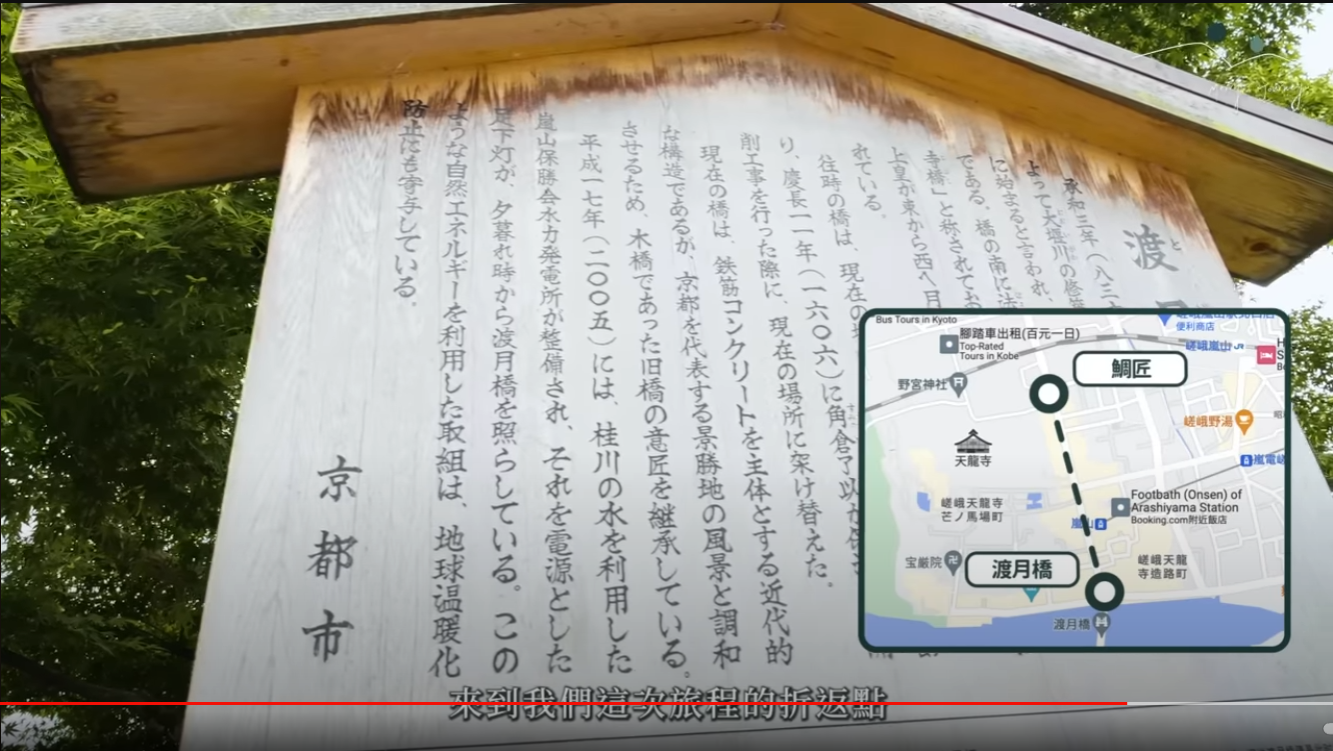 渡
と
承和三年(八三
よって大堰川の修築
に始まると言われ、
である。橋の南に法
寺橋」と称されてお
上皇が東から西へ月
れている。
往時の橋は、現在の
り、慶長一一年(一六〇六)に角倉了以が
削工事を行った際に、現在の場所に架け替えた。
現在の橋は、鉄筋コンクリートを主体とする近代的
な構造であるが、京都を代表する景勝地の風景と調和
させるため、木橋であった旧橋の意匠を継承している。
平成一七年(二〇〇五)には、桂川の水を利用した
嵐山保勝会水力発電所が整備され、それを電源とした
足下灯が、夕暮れ時から渡月橋を照らしている。この
ような自然エネルギーを利用した取組は、地球温暖化
防止にも寄与している。
京都市
Bus Tours in Kyoto
便利商店
腳踏車出租(百元一日)
Top-Rated
Tours in Kobe
嵯峨嵐山 JR
鯛匠
野宮神社
嵯峨野湯
天龍寺
嵐電嵯
嵯峨天龍寺
芒ノ馬場町
Footbath (Onsen) of
Arashiyama Station
Booking.com附近飯店
嵐山
宝厳院
渡月橋
嵯峨天龍
寺造路町
渡月橋
來到我們這次旅程的折返點